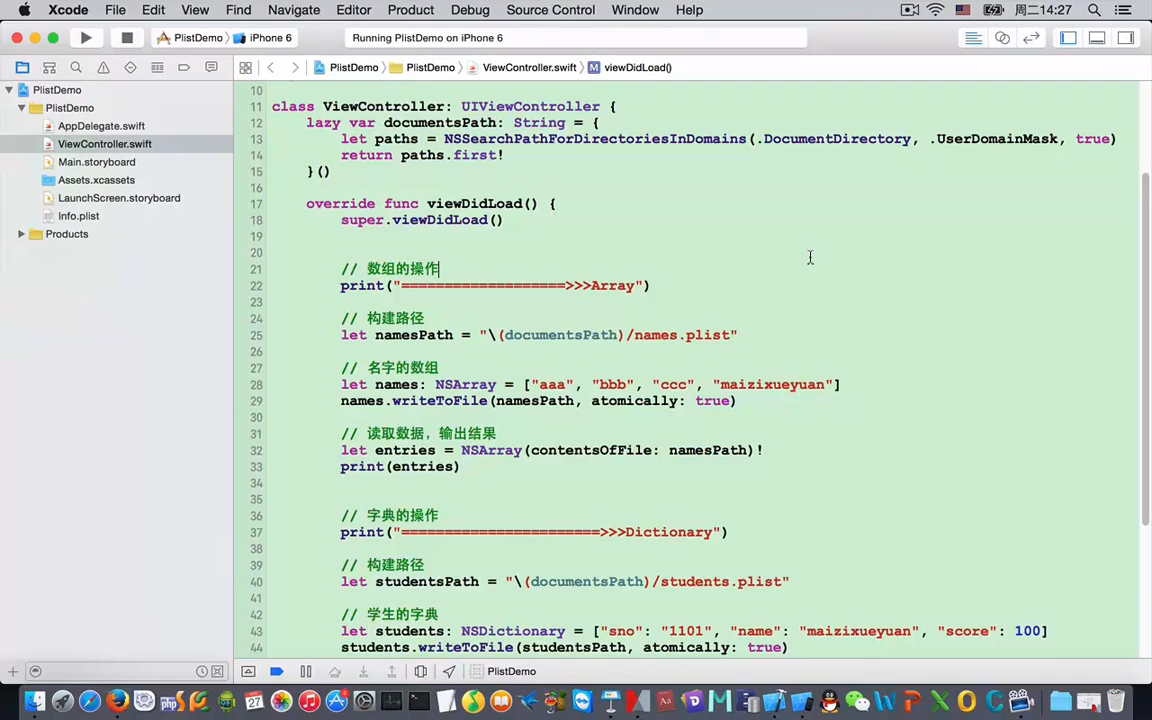 Xcode File Edit View Find Navigate Editor Product Debug Source Control Window Help 周二14:27
PlistDemo iPhone 6 Running PlistDemo on iPhone 6
PlistDemo PlistDemo ViewController.swift M viewDidLoad()
PlistDemo
PlistDemo
AppDelegate.swift
ViewController.swift
Main.storyboard
Assets.xcassets
LaunchScreen.storyboard
Info.plist
Products
10
11 class ViewController: UIViewController {
12 lazy var documentsPath: String = {
13 let paths = NSSearchPathForDirectoriesInDomains(.DocumentDirectory, .UserDomainMask, true)
14 return paths.first!
15 }()
16
17 override func viewDidLoad() {
18 super.viewDidLoad()
19
20
21 // 数组的操作
22 print("===================>>>Array")
23
24 // 构建路径
25 let namesPath = "\(documentsPath)/names.plist"
26
27 // 名字的数组
28 let names: NSArray = ["aaa", "bbb", "ccc", "maizixueyuan"]
29 names.writeToFile(namesPath, atomically: true)
30
31 // 读取数据，输出结果
32 let entries = NSArray(contentsOfFile: namesPath)!
33 print(entries)
34
35
36 // 字典的操作
37 print("=======================>>>Dictionary")
38
39 // 构建路径
40 let studentsPath = "\(documentsPath)/students.plist"
41
42 // 学生的字典
43 let students: NSDictionary = ["sno": "1101", "name": "maizixueyuan", "score": 100]
44 students.writeToFile(studentsPath, atomically: true)
PlistDemo